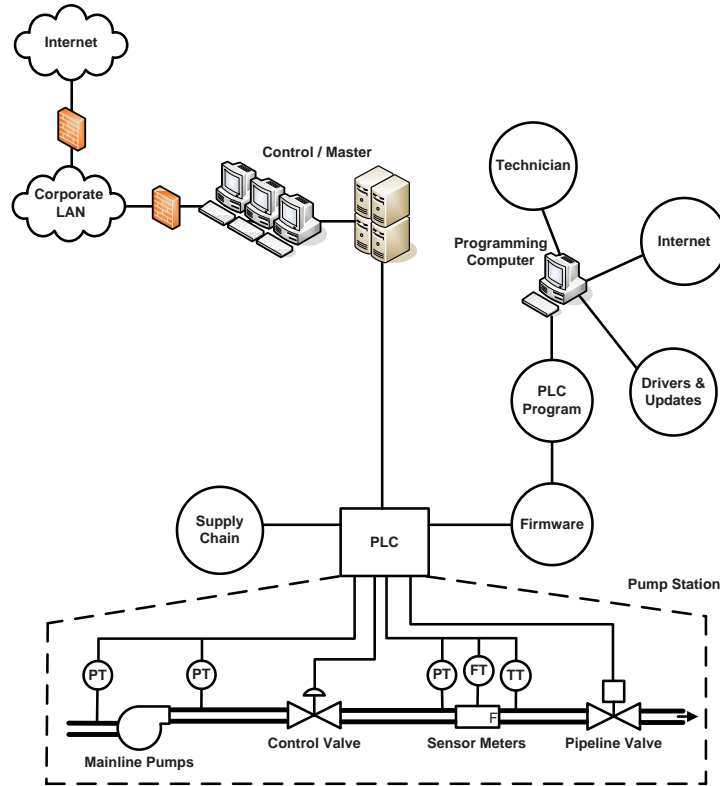 Internet
Control / Master
Technician
Corporate
LAN
Programming
Computer
Internet
PLC
Program
Drivers &
Updates
Supply
Chain
PLC
Firmware
Pump Station
PT
PT
PT
FT
TT
F
Mainline Pumps
Control Valve
Sensor Meters
Pipeline Valve